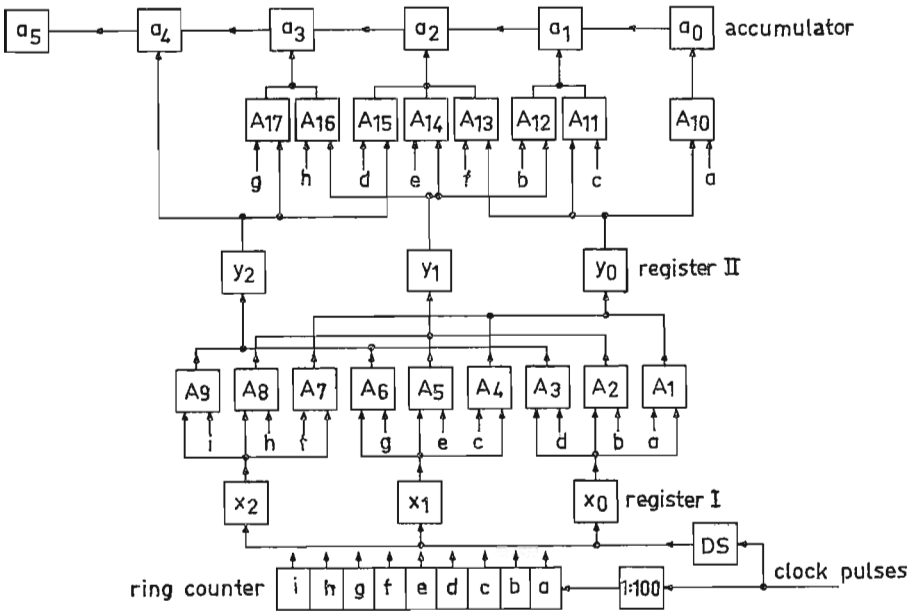 a5 a4 a3 a2 a1 a0 accumulator
A17 A16 A15 A14 A13 A12 A11 A10
g h d e f b c a
y2 y1 y0 register II
A9 A8 A7 A6 A5 A4 A3 A2 A1
i h f g e c d b a
x2 x1 x0 register I
DS
clock pulses
ring counter i h g f e d c b a 1:100